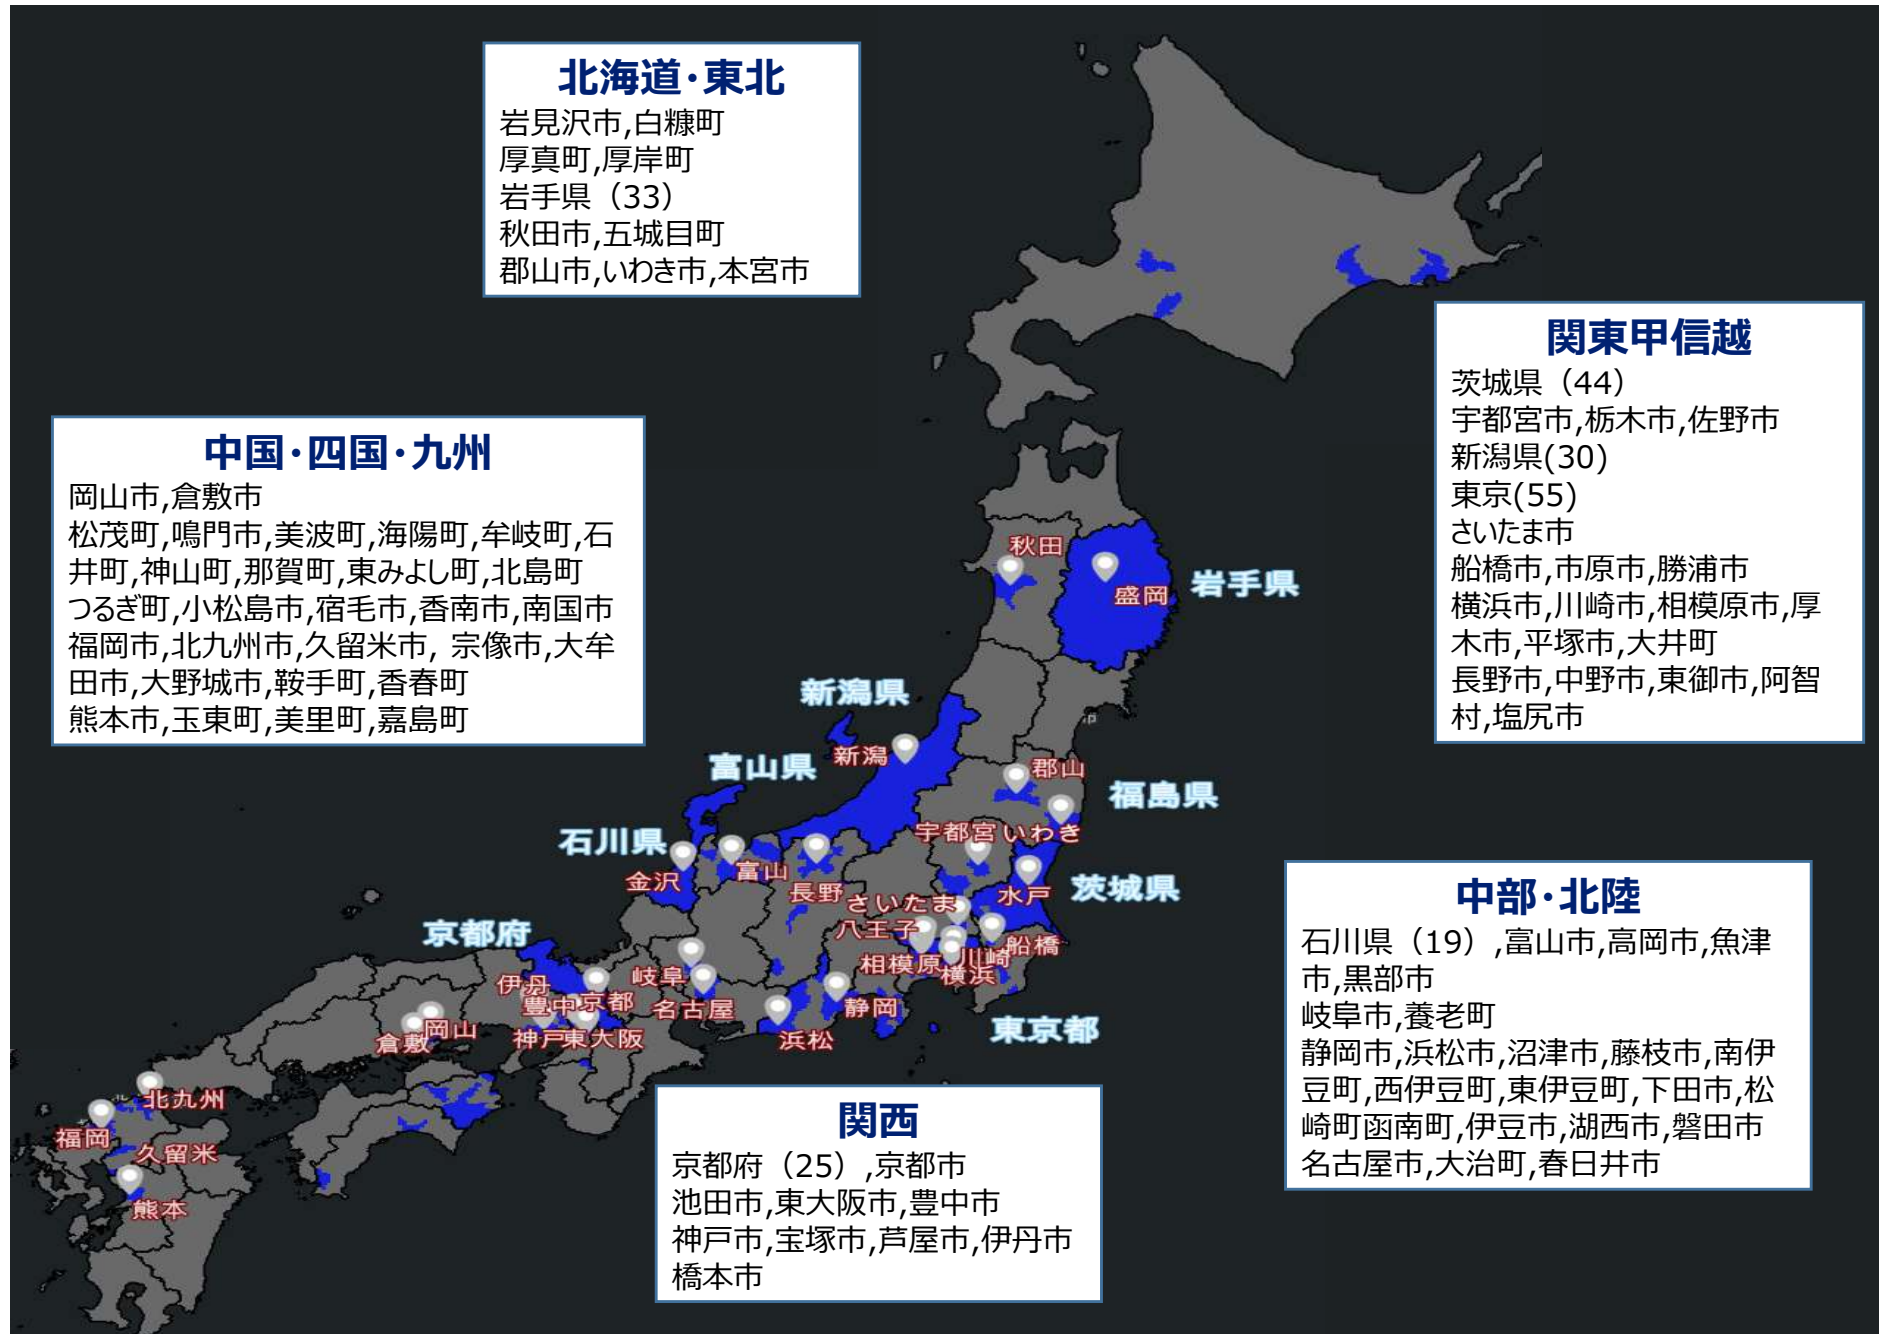 北海道・東北
岩見沢市,白糠町
厚真町,厚岸町
岩手県（33）
秋田市,五城目町
郡山市,いわき市,本宮市
関東甲信越
茨城県（44）
宇都宮市,栃木市,佐野市
新潟県(30)
東京(55)
さいたま市
船橋市,市原市,勝浦市
横浜市,川崎市,相模原市,厚
木市,平塚市,大井町
長野市,中野市,東御市,阿智
村,塩尻市
中国・四国・九州
岡山市,倉敷市
松茂町,鳴門市,美波町,海陽町,牟岐町,石
井町,神山町,那賀町,東みよし町,北島町
つるぎ町,小松島市,宿毛市,香南市,南国市
福岡市,北九州市,久留米市, 宗像市,大牟
田市,大野城市,鞍手町,香春町
熊本市,玉東町,美里町,嘉島町
中部・北陸
石川県（19）,富山市,高岡市,魚津
市,黒部市
岐阜市,養老町
静岡市,浜松市,沼津市,藤枝市,南伊
豆町,西伊豆町,東伊豆町,下田市,松
崎町函南町,伊豆市,湖西市,磐田市
名古屋市,大治町,春日井市
関西
京都府（25）,京都市
池田市,東大阪市,豊中市
神戸市,宝塚市,芦屋市,伊丹市
橋本市
秋田
盛岡
岩手県
新潟県
新潟
富山県
郡山
福島県
石川県
宇都宮
いわき
金沢
富山
長野
水戸
茨城県
さいたま
京都府
八王子
船橋
相模原
川崎
横浜
伊丹
岐阜
豊中
京都
名古屋
静岡
岡山
倉敷
神戸
東大阪
浜松
東京都
北九州
福岡
久留米
熊本